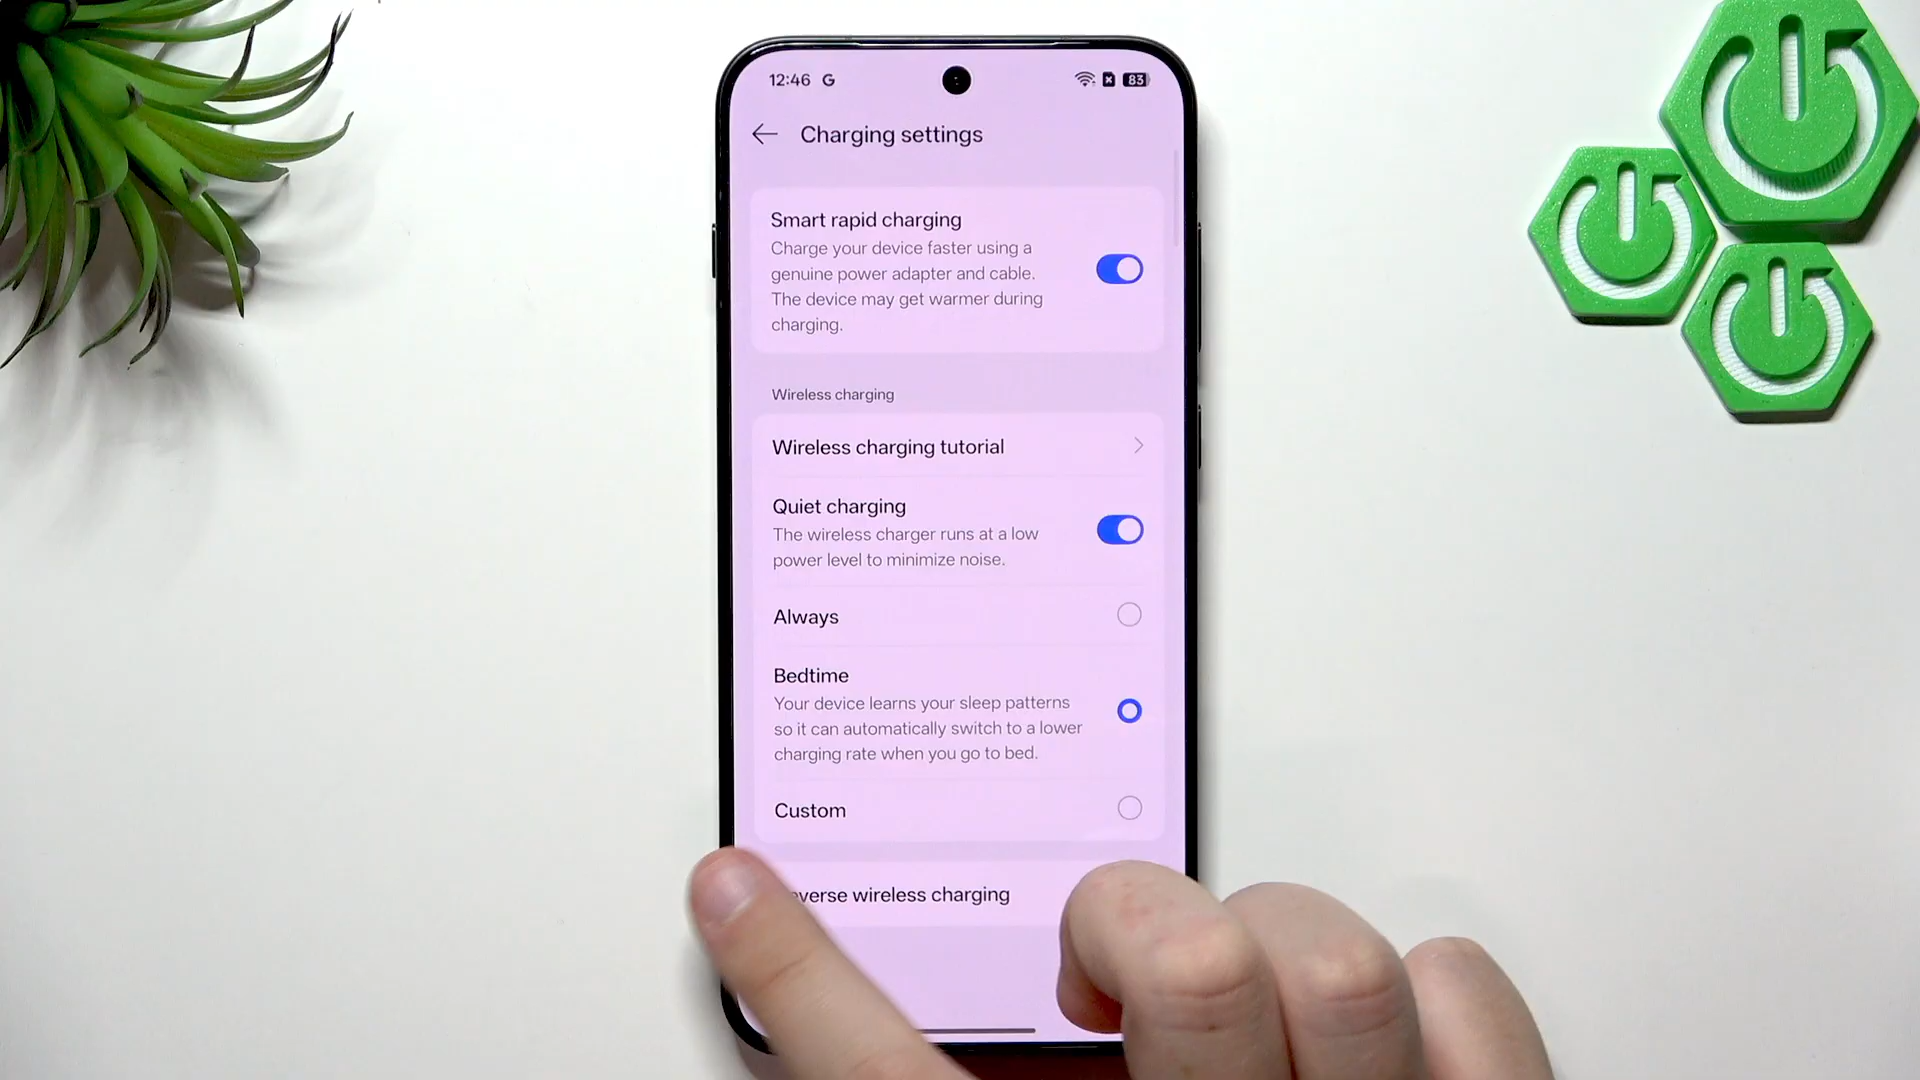 12:46 G 83
Charging settings
Smart rapid charging
Charge your device faster using a
genuine power adapter and cable.
The device may get warmer during
charging.
Wireless charging
Wireless charging tutorial
Quiet charging
The wireless charger runs at a low
power level to minimize noise.
Always
Bedtime
Your device learns your sleep patterns
so it can automatically switch to a lower
charging rate when you go to bed.
Custom
everse wireless charging